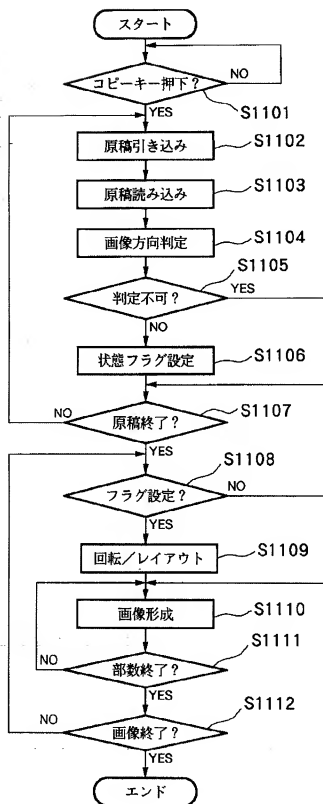 スタート
コピーキー押下？
NO
S1101
YES
原稿引き込み
S1102
原稿読み込み
S1103
画像方向判定
S1104
S1105
判定不可？
YES
NO
状態フラグ設定
S1106
原稿終了？
NO
S1107
YES
S1108
フラグ設定？
NO
YES
回転／レイアウト
S1109
画像形成
S1110
S1111
部数終了？
NO
YES
S1112
画像終了？
NO
YES
エンド